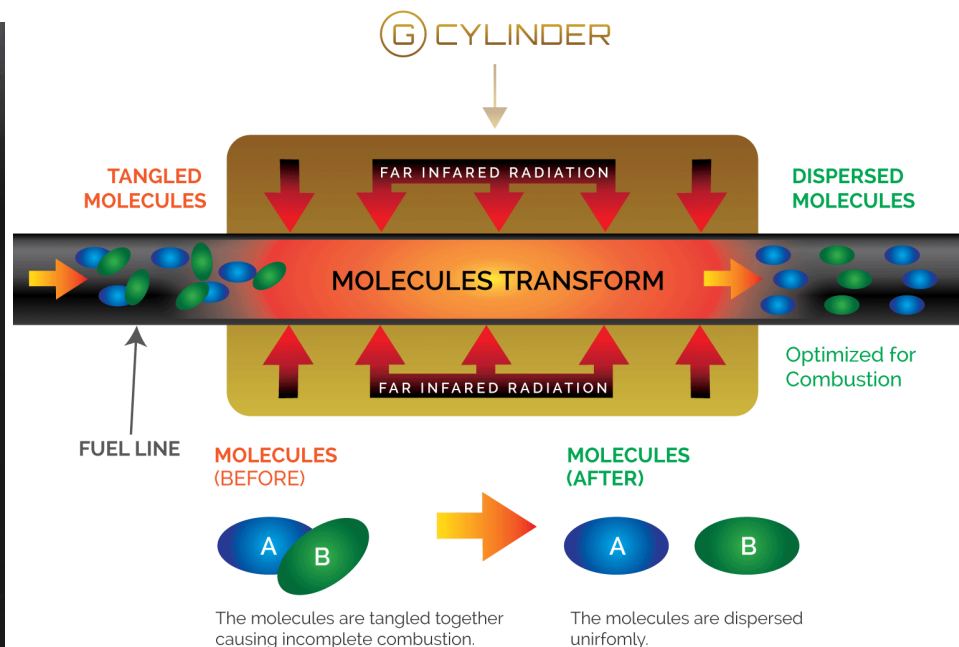 G CYLINDER
FAR INFARED RADIATION
TANGLED
MOLECULES
DISPERSED
MOLECULES
MOLECULES TRANSFORM
FAR INFARED RADIATION
Optimized for
Combustion
FUEL LINE
MOLECULES
(BEFORE)
MOLECULES
(AFTER)
A
B
A
B
The molecules are tangled together
causing incomplete combustion.
The molecules are dispersed
unirfomly.